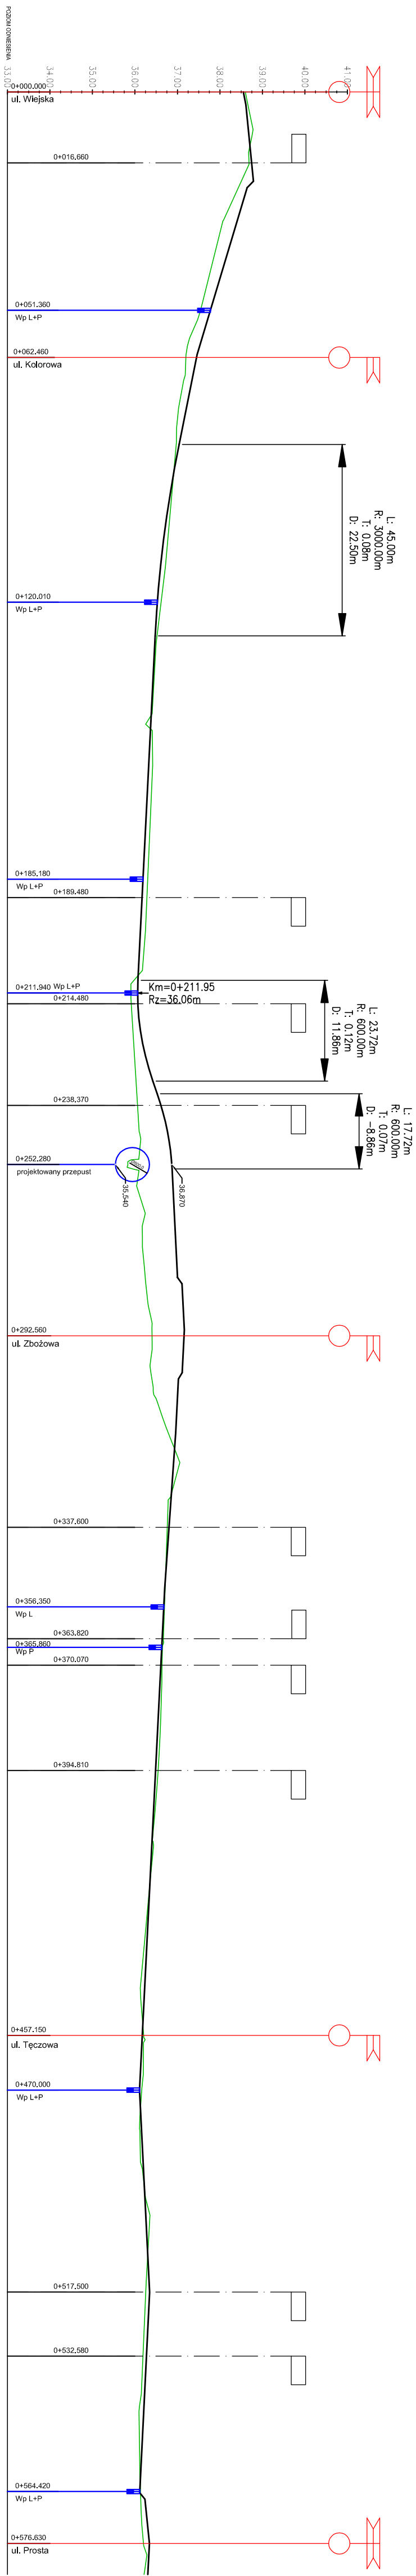 POZIOM ODNIESIENIA
33.00
34.00
35.00
36.00
37.00
38.00
39.00
40.00
41.00
0+000.000
ul. Wiejska
0+016.660
0+051.360
Wp L+P
0+062.460
ul. Kolorowa
L: 45.00m
R: 3000.00m
T: 0.08m
D: 22.50m
0+120.010
Wp L+P
0+185.180
Wp L+P
0+189.480
0+211.940 Wp L+P
Km=0+211.95
Rz=36.06m
0+214.480
L: 23.72m
R: 600.00m
T: 0.12m
D: 11.86m
0+238.370
L: 17.72m
R: 600.00m
T: 0.07m
D: -8.86m
0+252.280
projektowany przepust
35.540
36.870
0+292.560
ul. Zbożowa
0+337.600
0+356.350
Wp L
0+363.820
0+365.860
Wp P
0+370.070
0+394.810
0+457.150
ul. Tęczowa
0+470.000
Wp L+P
0+517.500
0+532.580
0+564.420
Wp L+P
0+576.630
ul. Prosta